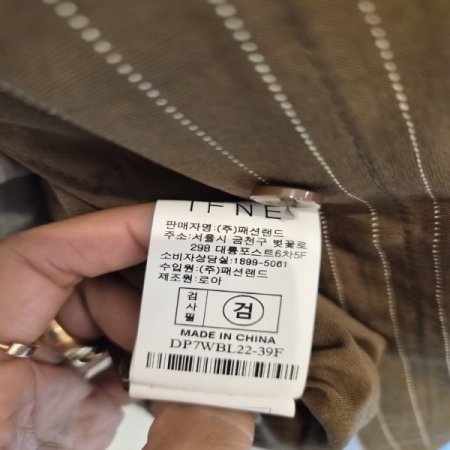 IFNE
판매자명:(주)패션랜드
주소:서울시 금천구 벚꽃로
298 대륭포스트6차5F
소비자상담실:1899-5061
수입원:(주)패션랜드
제조원:로아
검사필 검
MADE IN CHINA
DP7WBL22-39F